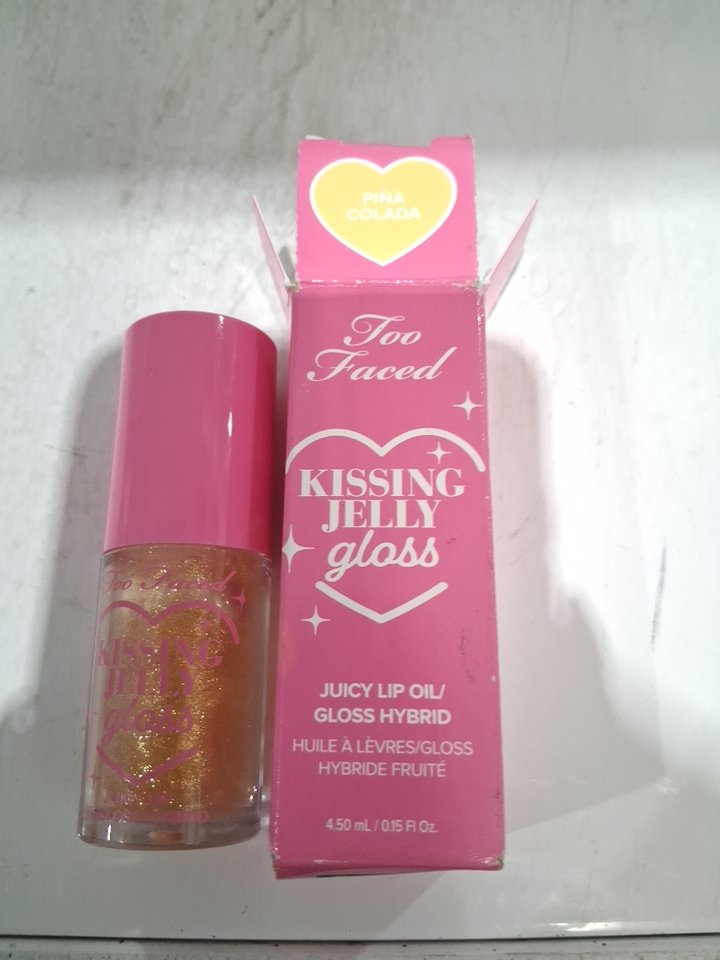 PIÑA
COLADA
Too
Faced
KISSING
JELLY
gloss
JUICY LIP OIL/
GLOSS HYBRID
HUILE À LÈVRES/GLOSS
HYBRIDE FRUITÉ
4.50 mL / 0.15 Fl Oz.
Too Faced
KISSING
JELLY
gloss